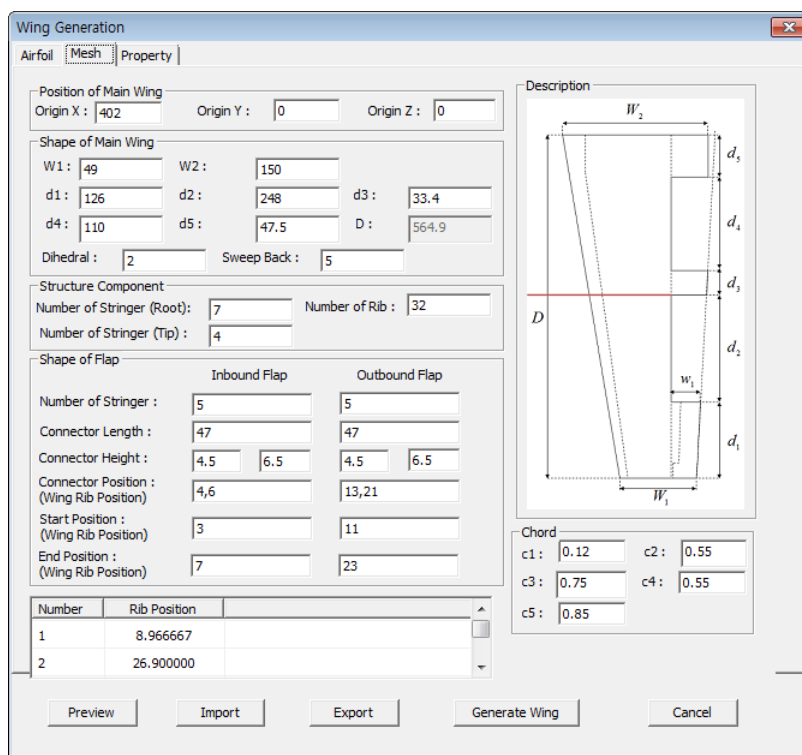 Wing Generation
Airfoil Mesh Property
Position of Main Wing
Origin X : 402 Origin Y : 0 Origin Z : 0
Shape of Main Wing
W1 : 49 W2 : 150
d1 : 126 d2 : 248 d3 : 33.4
d4 : 110 d5 : 47.5 D : 564.9
Dihedral : 2 Sweep Back : 5
Structure Component
Number of Stringer (Root): 7 Number of Rib : 32
Number of Stringer (Tip) : 4
Shape of Flap
Inbound Flap Outbound Flap
Number of Stringer : 5 5
Connector Length : 47 47
Connector Height : 4.5 6.5 4.5 6.5
Connector Position : 4,6 13,21
(Wing Rib Position)
Start Position : 3 11
(Wing Rib Position)
End Position : 7 23
(Wing Rib Position)
Number Rib Position
1 8.966667
2 26.900000
Description
W2
d5
d4
d3
D
d2
w1
d1
W1
Chord
c1 : 0.12 c2 : 0.55
c3 : 0.75 c4 : 0.55
c5 : 0.85
Preview Import Export Generate Wing Cancel